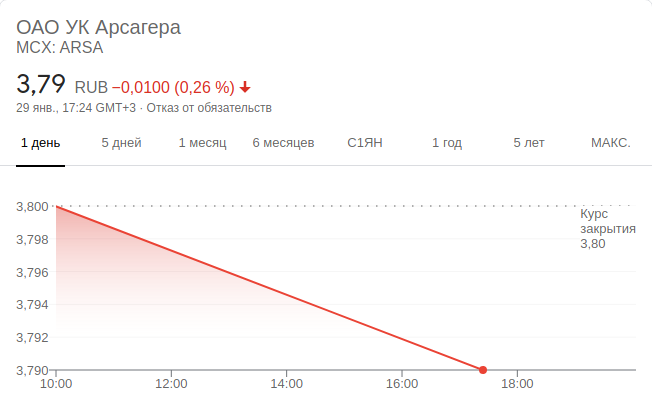 ОАО УК Арсагера
MCX: ARSA
3,79 RUB −0,0100 (0,26 %)
29 янв., 17:24 GMT+3 · Отказ от обязательств
1 день 5 дней 1 месяц 6 месяцев С1ЯН 1 год 5 лет МАКС.
3,800
Курс
закрытия
3,80
3,798
3,796
3,794
3,792
3,790
10:00 12:00 14:00 16:00 18:00